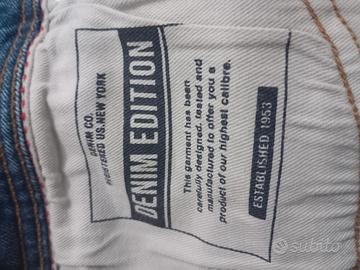 DENIM CO.
REGISTERED US. NEW YORK
DENIM EDITION
This garment has been
carefully designed, tested and
manufactured to offer you a
product of our highest calibre.
ESTABLISHED 1953
subito